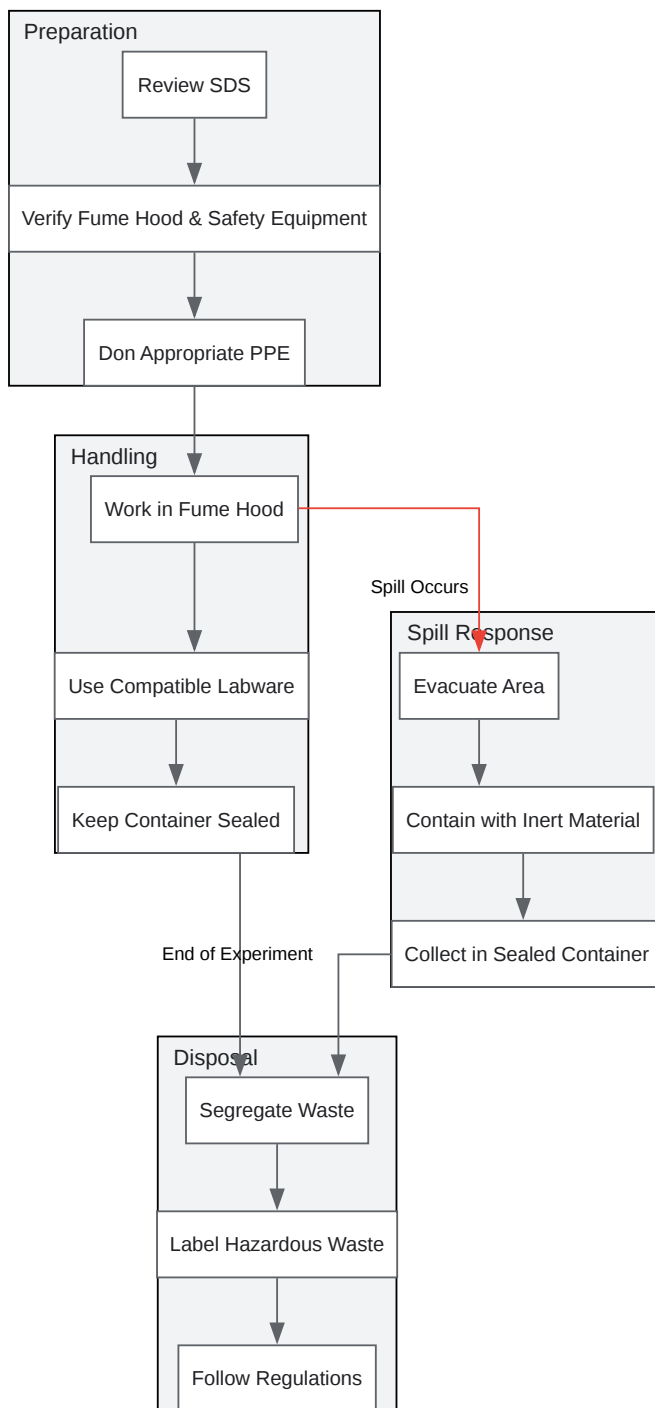 Preparation
Review SDS
Verify Fume Hood & Safety Equipment
Don Appropriate PPE
Handling
Work in Fume Hood
Spill Occurs
Spill Response
Use Compatible Labware
Evacuate Area
Keep Container Sealed
Contain with Inert Material
End of Experiment
Collect in Sealed Container
Disposal
Segregate Waste
Label Hazardous Waste
Follow Regulations